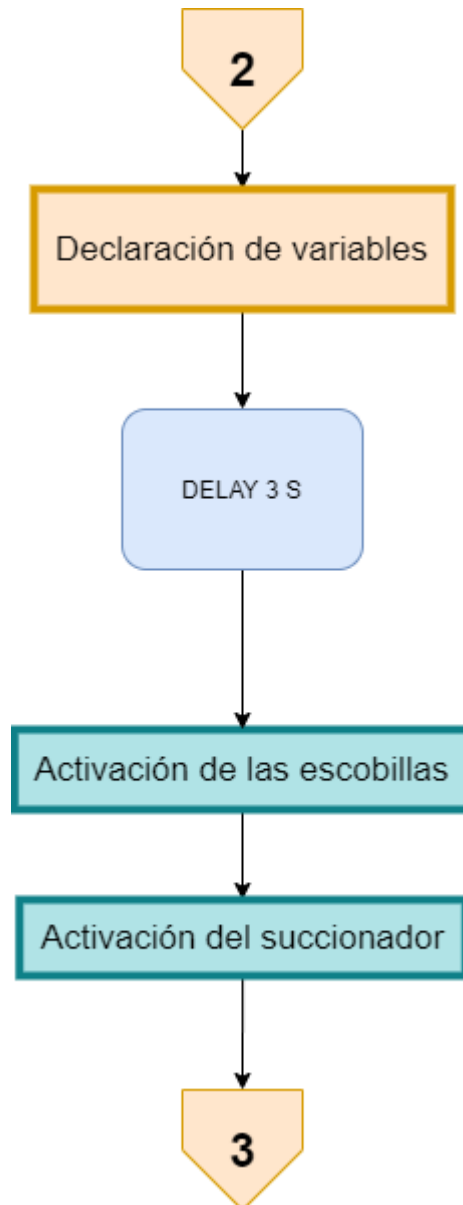 2
Declaración de variables
DELAY 3 S
Activación de las escobillas
Activación del succionador
3